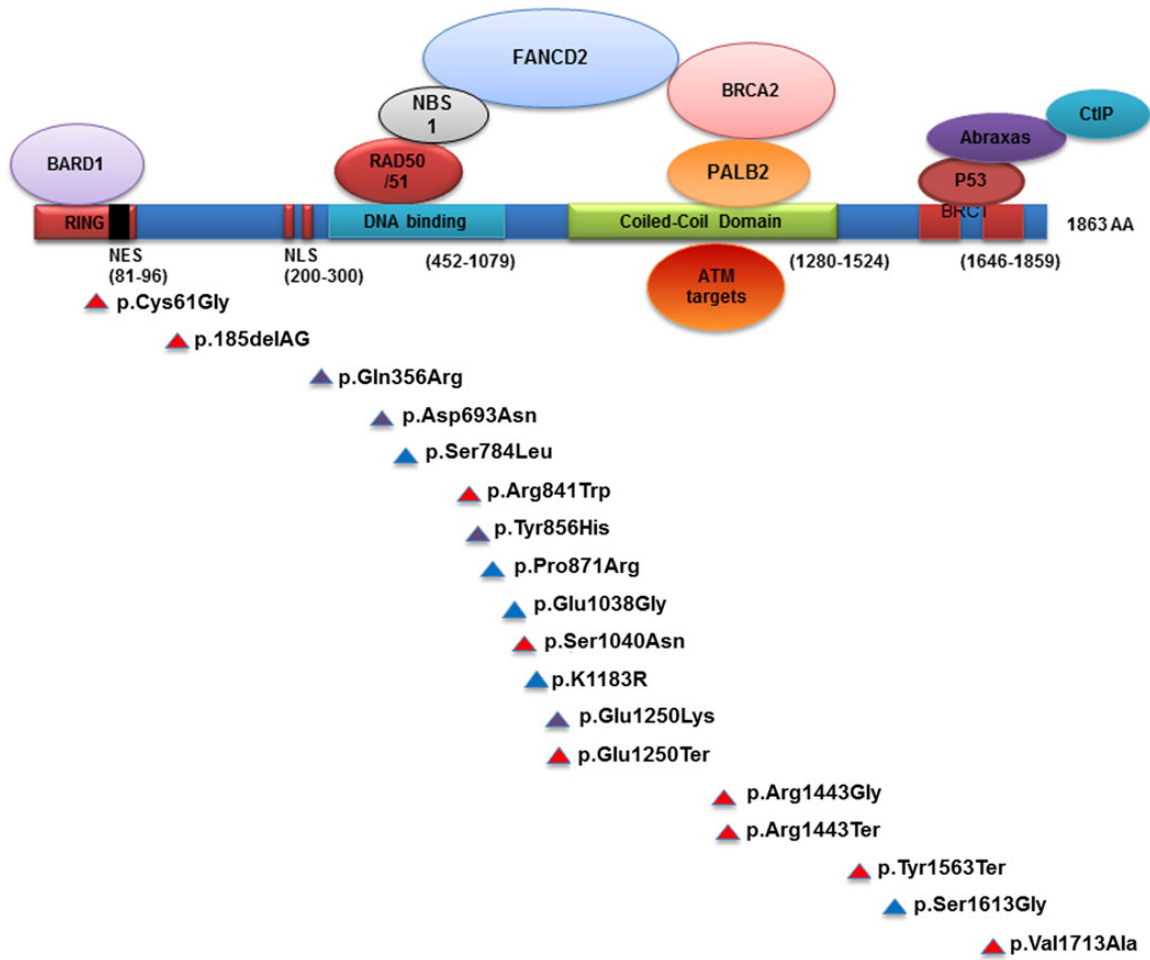 FANCD2
BRCA2
NBS
1
CtIP
Abraxas
BARD1
RAD50
/51
PALB2
P53
RING
DNA binding
Coiled-Coil Domain
BRCT
1863 AA
NES
(81-96)
NLS
(200-300)
(452-1079)
(1280-1524)
(1646-1859)
ATM
targets
p.Cys61Gly
p.185delAG
p.Gln356Arg
p.Asp693Asn
p.Ser784Leu
p.Arg841Trp
p.Tyr856His
p.Pro871Arg
p.Glu1038Gly
p.Ser1040Asn
p.K1183R
p.Glu1250Lys
p.Glu1250Ter
p.Arg1443Gly
p.Arg1443Ter
p.Tyr1563Ter
p.Ser1613Gly
p.Val1713Ala